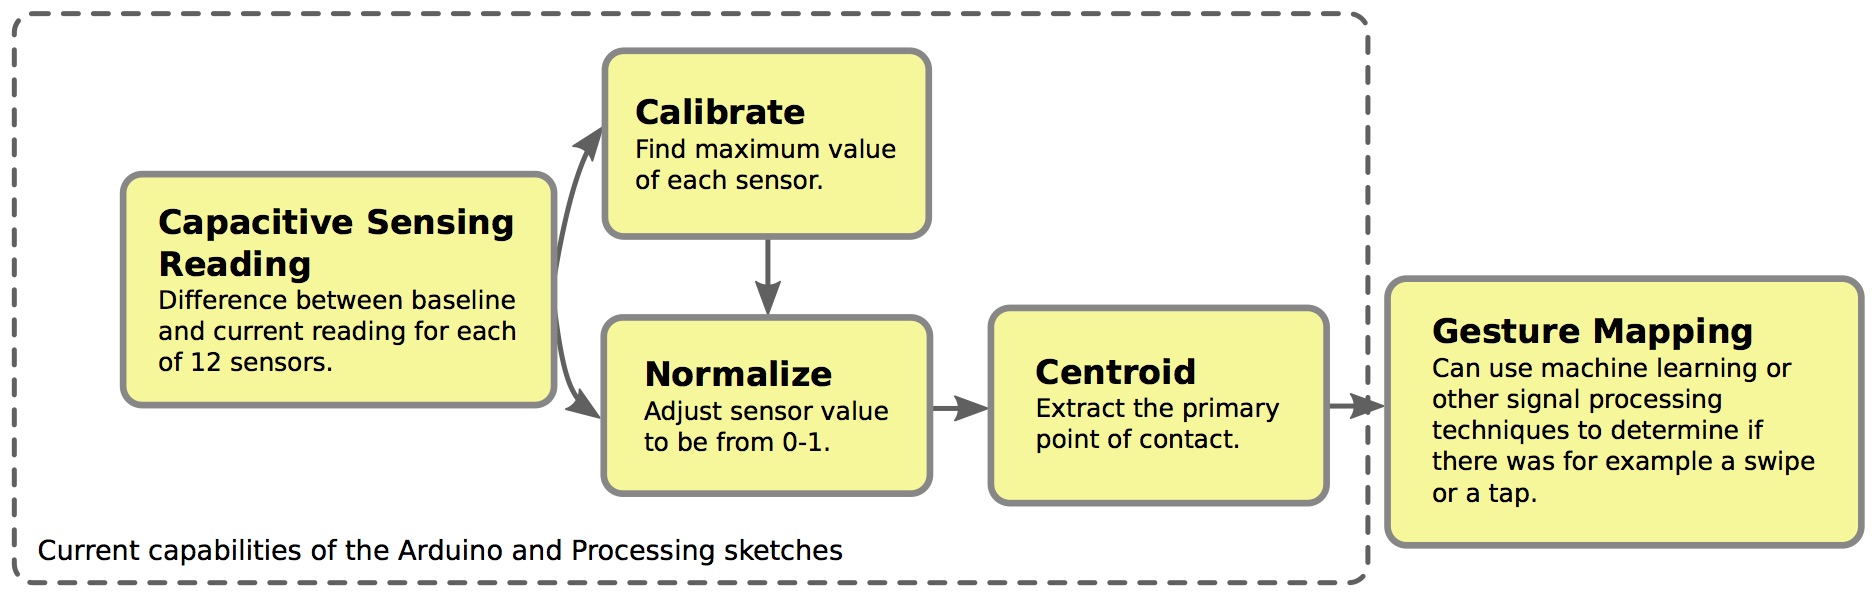 Calibrate
Find maximum value
of each sensor.
Capacitive Sensing
Reading
Difference between baseline
and current reading for each
of 12 sensors.
Normalize
Adjust sensor value
to be from 0-1.
Centroid
Extract the primary
point of contact.
Gesture Mapping
Can use machine learning or
other signal processing
techniques to determine if
there was for example a swipe
or a tap.
Current capabilities of the Arduino and Processing sketches